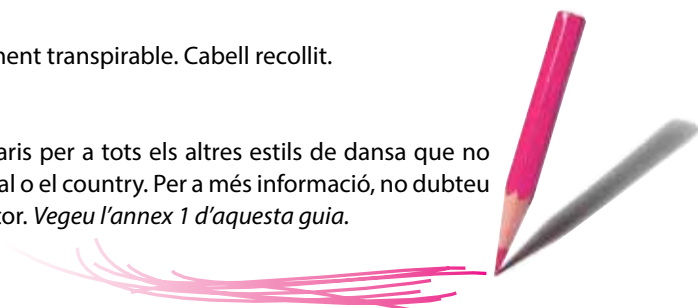 ment transpirable. Cabell recollit.
aris per a tots els altres estils de dansa que no
al o el country. Per a més informació, no dubteu
tor. Vegeu l'annex 1 d'aquesta guia.